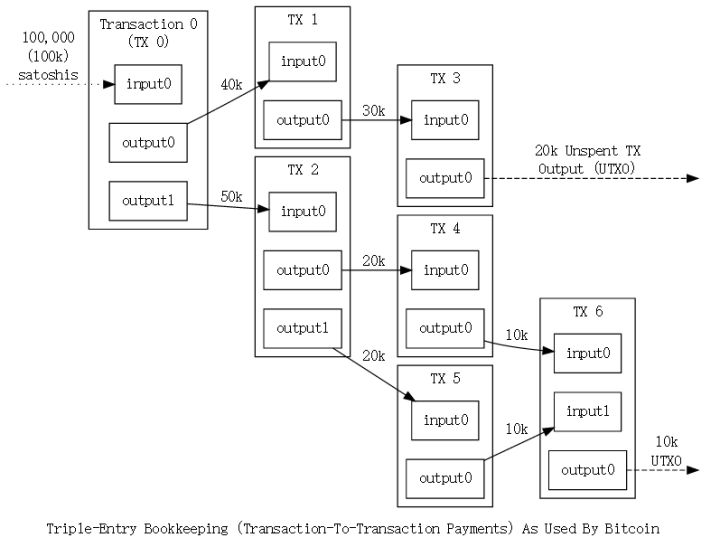 100,000
(100k)
satoshis
Transaction 0
(TX 0)
input0
output0
output1
40k
50k
TX 1
input0
output0
30k
TX 2
input0
output0
output1
20k
20k
TX 3
input0
output0
20k Unspent TX
Output (UTXO)
TX 4
input0
output0
10k
TX 5
input0
output0
10k
TX 6
input0
input1
output0
10k
UTXO
Triple-Entry Bookkeeping (Transaction-To-Transaction Payments) As Used By Bitcoin